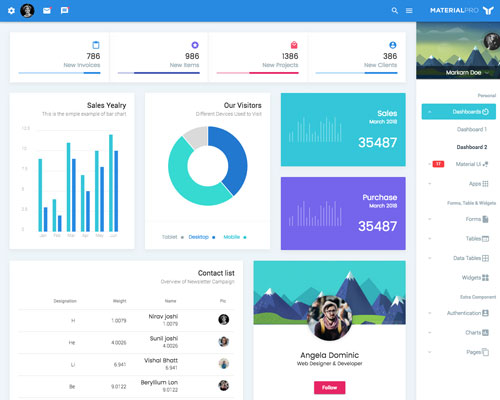 MATERIALPRO
786
New Invoices
986
New Items
1386
New Projects
386
New Clients
Markarn Doe
Personal
Dashboards
Dashboard 1
Dashboard 2
17
Material Ui
Apps
Forms, Table & Widgets
Forms
Tables
Data Tables
Widgets
Extra Component
Authentication
Charts
Pages
Sales Yealry
This is the simple example of bar chart
12.5
10
7.5
5
2.5
0
Jan
Feb
Mar
Apr
May
Jun
Our Visitors
Different Devices Used to Visit
Tablet
Desktop
Mobile
Sales
March 2018
35487
Purchase
March 2018
35487
Contact list
Overview of Newsletter Campaign
Designation Weight Name Pic
H 1.0079 Nirav joshi
1.0079
He 4.0026 Sunil joshi
4.0026
Li 6.941 Vishal Bhatt
6.941
Be 9.0122 Beryllium Lon
9.0122
Angela Dominic
Web Designer & Developer
Follow